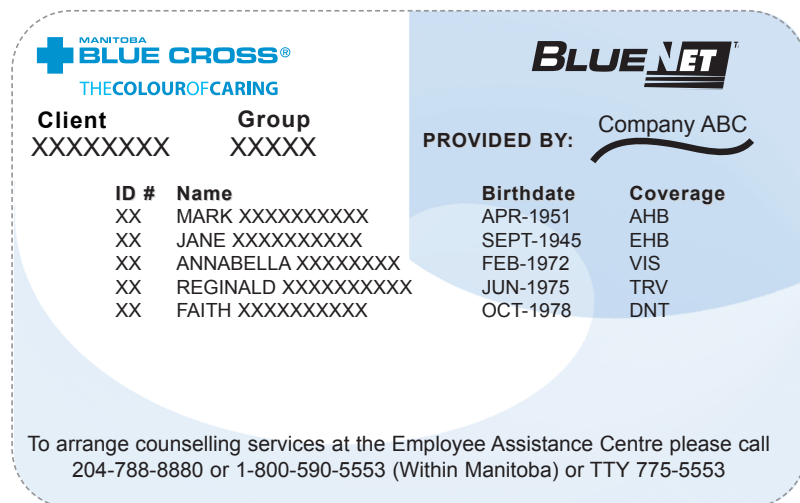 MANITOBA
BLUE CROSS®
THECOLOUROFCARING
BLUENET™
Client Group
XXXXXXXX XXXXX
PROVIDED BY: Company ABC
ID # Name Birthdate Coverage
XX MARK XXXXXXXXXX APR-1951 AHB
XX JANE XXXXXXXXXX SEPT-1945 EHB
XX ANNABELLA XXXXXXXX FEB-1972 VIS
XX REGINALD XXXXXXXXXX JUN-1975 TRV
XX FAITH XXXXXXXXXX OCT-1978 DNT
To arrange counselling services at the Employee Assistance Centre please call
204-788-8880 or 1-800-590-5553 (Within Manitoba) or TTY 775-5553